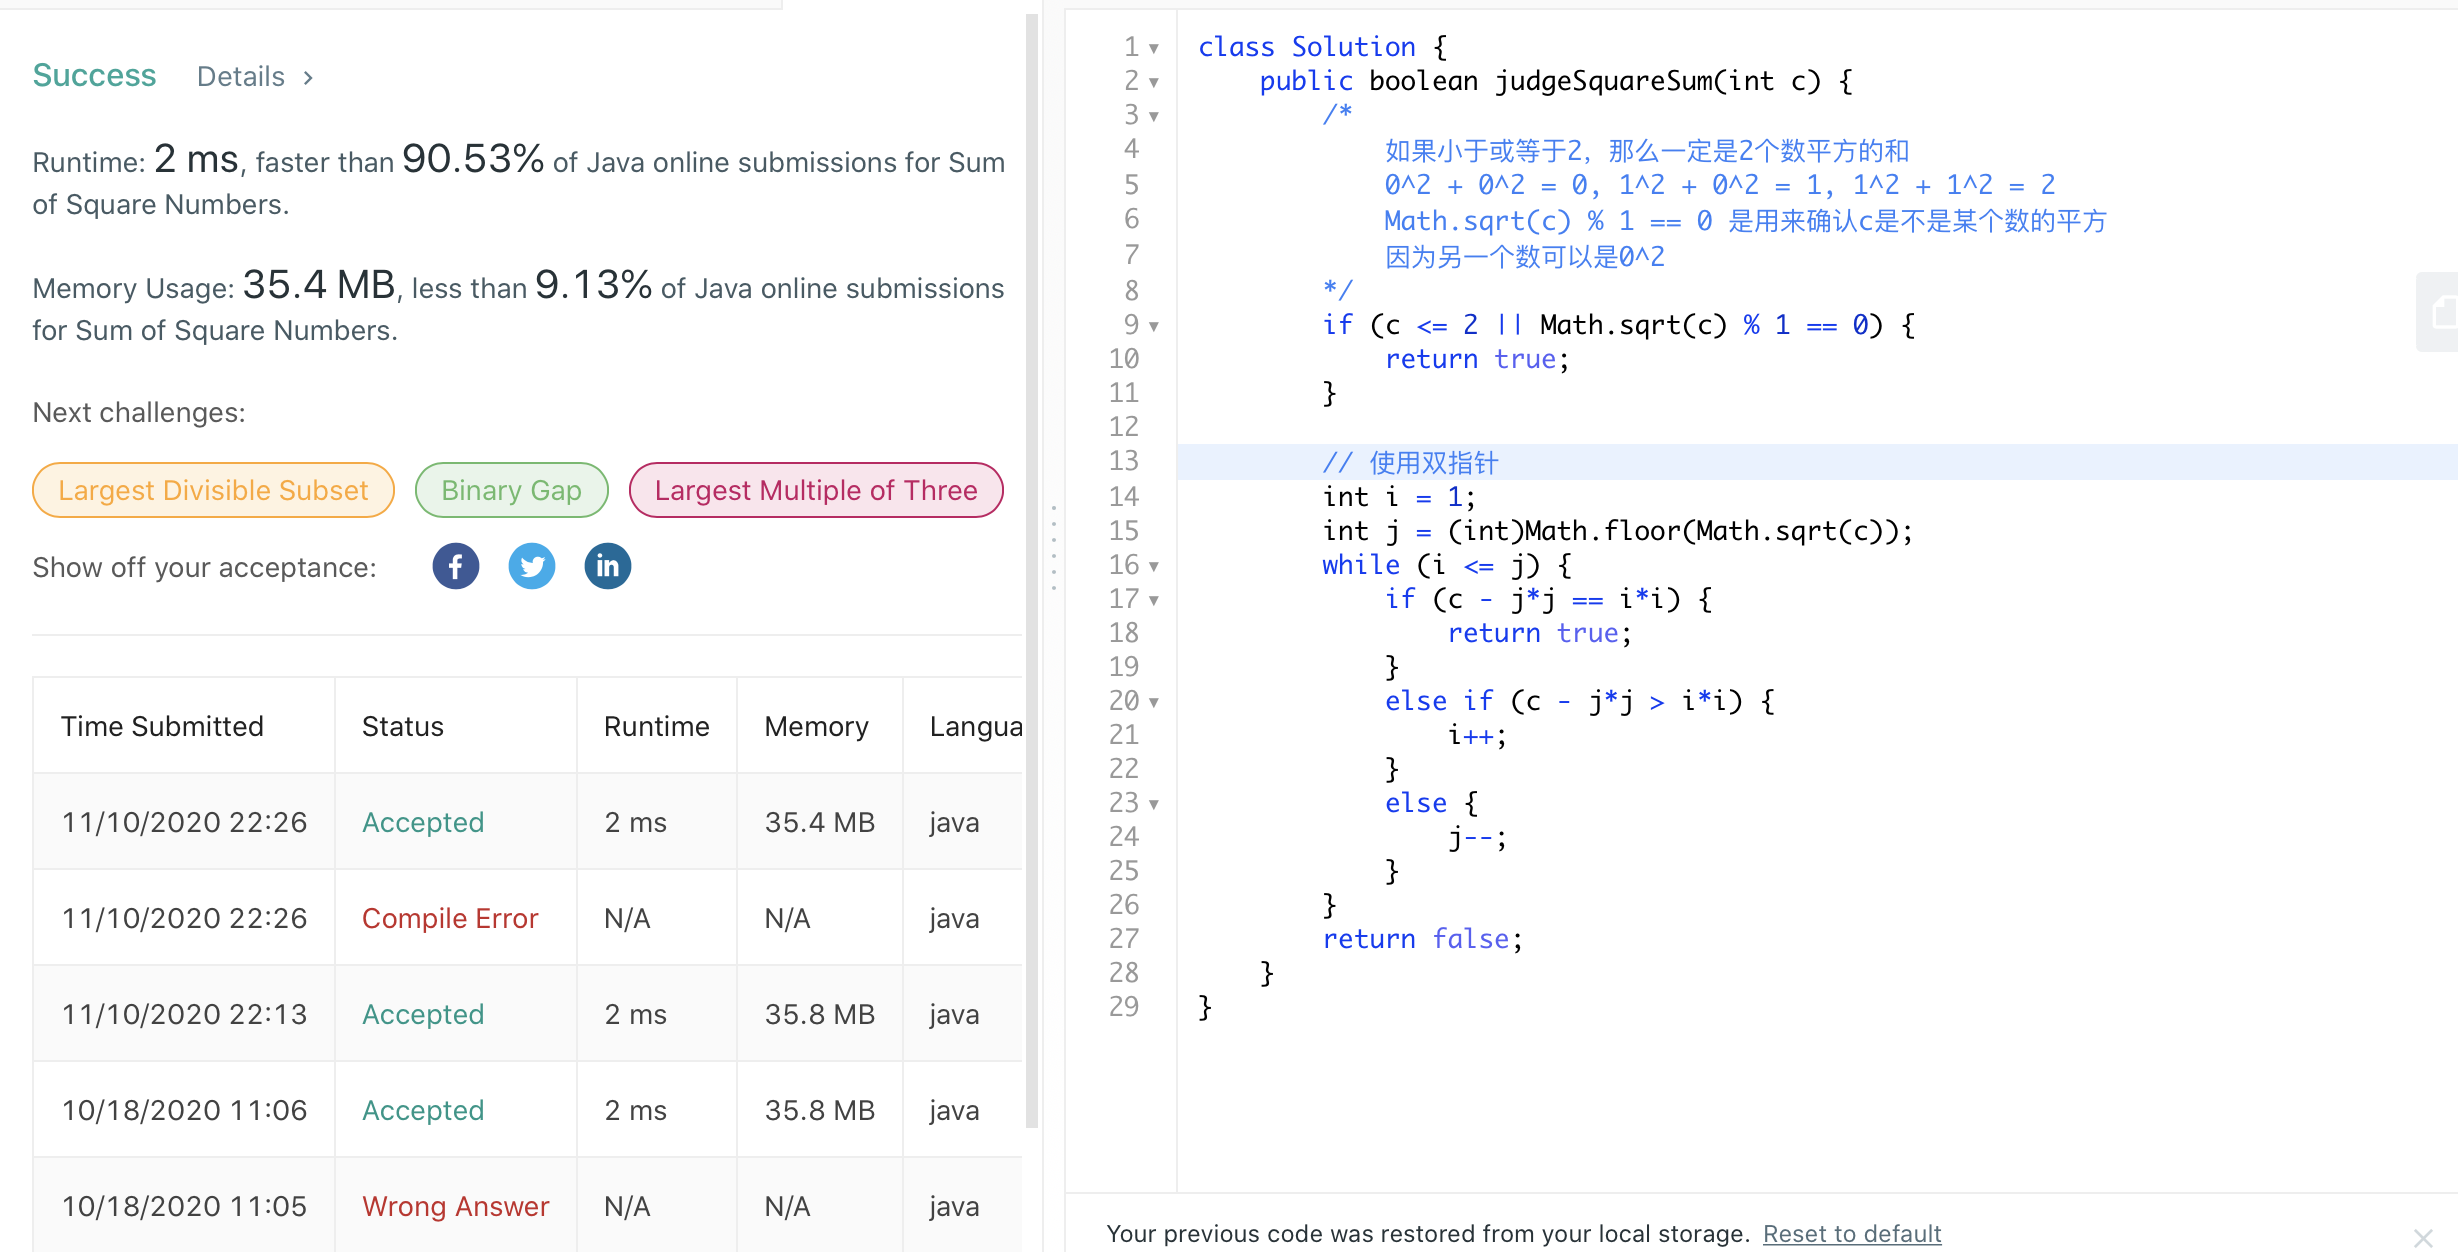 Success Details >
Runtime: 2 ms, faster than 90.53% of Java online submissions for Sum
of Square Numbers.
Memory Usage: 35.4 MB, less than 9.13% of Java online submissions
for Sum of Square Numbers.
Next challenges:
Largest Divisible Subset Binary Gap Largest Multiple of Three
Show off your acceptance:
Time Submitted Status Runtime Memory Langua
11/10/2020 22:26 Accepted 2 ms 35.4 MB java
11/10/2020 22:26 Compile Error N/A N/A java
11/10/2020 22:13 Accepted 2 ms 35.8 MB java
10/18/2020 11:06 Accepted 2 ms 35.8 MB java
10/18/2020 11:05 Wrong Answer N/A N/A java
1 class Solution {
2     public boolean judgeSquareSum(int c) {
3         /*
4             如果小于或等于2，那么一定是2个数平方的和
5             0^2 + 0^2 = 0, 1^2 + 0^2 = 1, 1^2 + 1^2 = 2
6             Math.sqrt(c) % 1 == 0 是用来确认c是不是某个数的平方
7             因为另一个数可以是0^2
8         */
9         if (c <= 2 || Math.sqrt(c) % 1 == 0) {
10             return true;
11         }
12
13         // 使用双指针
14         int i = 1;
15         int j = (int)Math.floor(Math.sqrt(c));
16         while (i <= j) {
17             if (c - j*j == i*i) {
18                 return true;
19             }
20             else if (c - j*j > i*i) {
21                 i++;
22             }
23             else {
24                 j--;
25             }
26         }
27         return false;
28     }
29 }
Your previous code was restored from your local storage. Reset to default